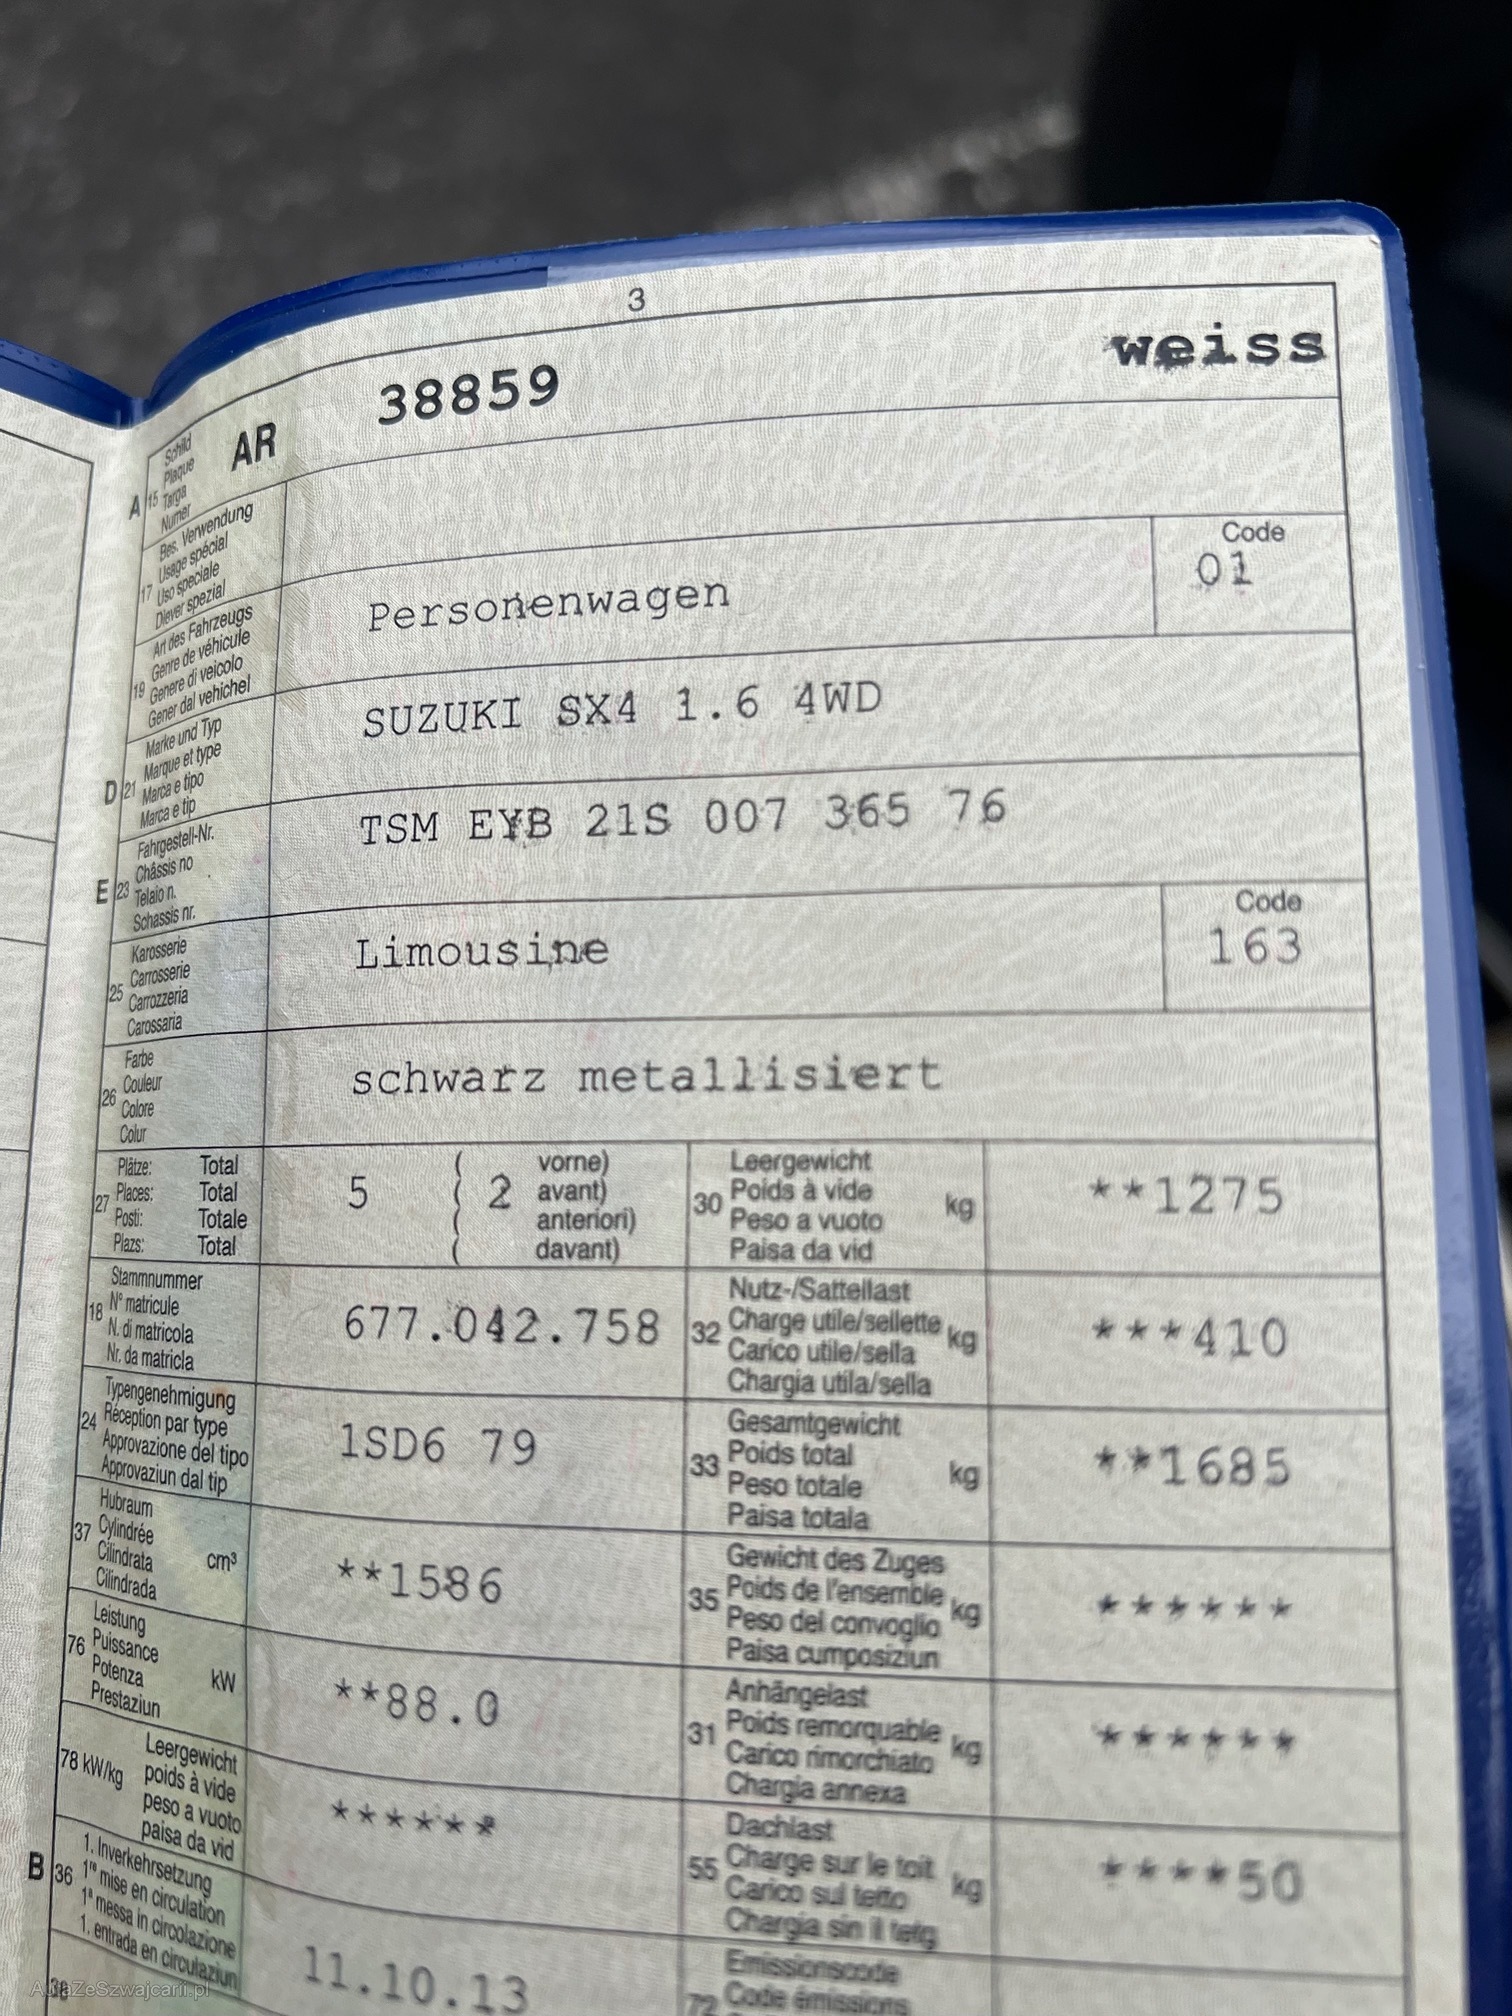 3
A 15 Schild
Plaque
Targa
Numer
AR 38859 weiss
17 Bes. Verwendung
Usage spécial
Uso speciale
Diever spezial
19 Art des Fahrzeugs
Genre de véhicule
Genere di veicolo
Gener dal vehichel
Personenwagen
Code
01
D 21 Marke und Typ
Marque et type
Marca e tipo
Marca e tip
SUZUKI SX4 1.6 4WD
E 23 Fahrgestell-Nr.
Châssis no
Telaio n.
Schassis nr.
TSM EYB 21S 007 365 76
25 Karosserie
Carrosserie
Carrozzeria
Carossaria
Limousine
Code
163
26 Farbe
Couleur
Colore
Colur
schwarz metallisiert
27 Plätze: Total
Places: Total
Posti: Totale
Plazs: Total
5 ( 2 vorne)
( avant)
( anteriori)
( davant)
30 Leergewicht
Poids à vide
Peso a vuoto
Paisa da vid
kg **1275
18 Stammnummer
N° matricule
N. di matricola
Nr. da matricla
677.042.758
32 Nutz-/Sattellast
Charge utile/sellette
Carico utile/sella
Chargia utila/sella
kg ***410
24 Typengenehmigung
Réception par type
Approvazione del tipo
Approvaziun dal tip
1SD6 79
33 Gesamtgewicht
Poids total
Peso totale
Paisa totala
kg **1685
37 Hubraum
Cylindrée
Cilindrata
Cilindrada
cm³ **1586
35 Gewicht des Zuges
Poids de l'ensemble
Peso del convoglio
Paisa cumposiziun
kg ******
76 Leistung
Puissance
Potenza
Prestaziun
kW **88.0
31 Anhängelast
Poids remorquable
Carico rimorchiato
Chargia annexa
kg ******
78 kW/kg Leergewicht
poids à vide
peso a vuoto
paisa da vid
******
55 Dachlast
Charge sur le toit
Carico sul tetto
Chargia sin il tetg
kg ****50
B 36 1. Inverkehrsetzung
1re mise en circulation
1a messa in circolazione
1. entrada en circulaziun
11.10.13
72 Emissionscode
Code émissions
AutaZeSzwajcarii.pl